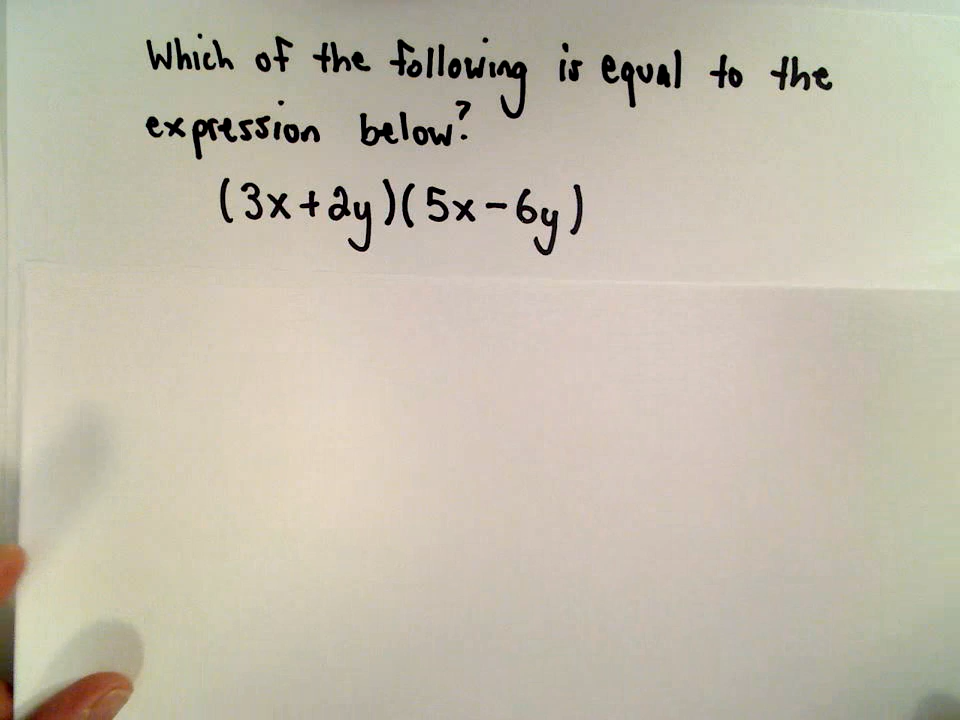 Which of the following is equal to the
expression below?
(3x+2y)(5x-6y)